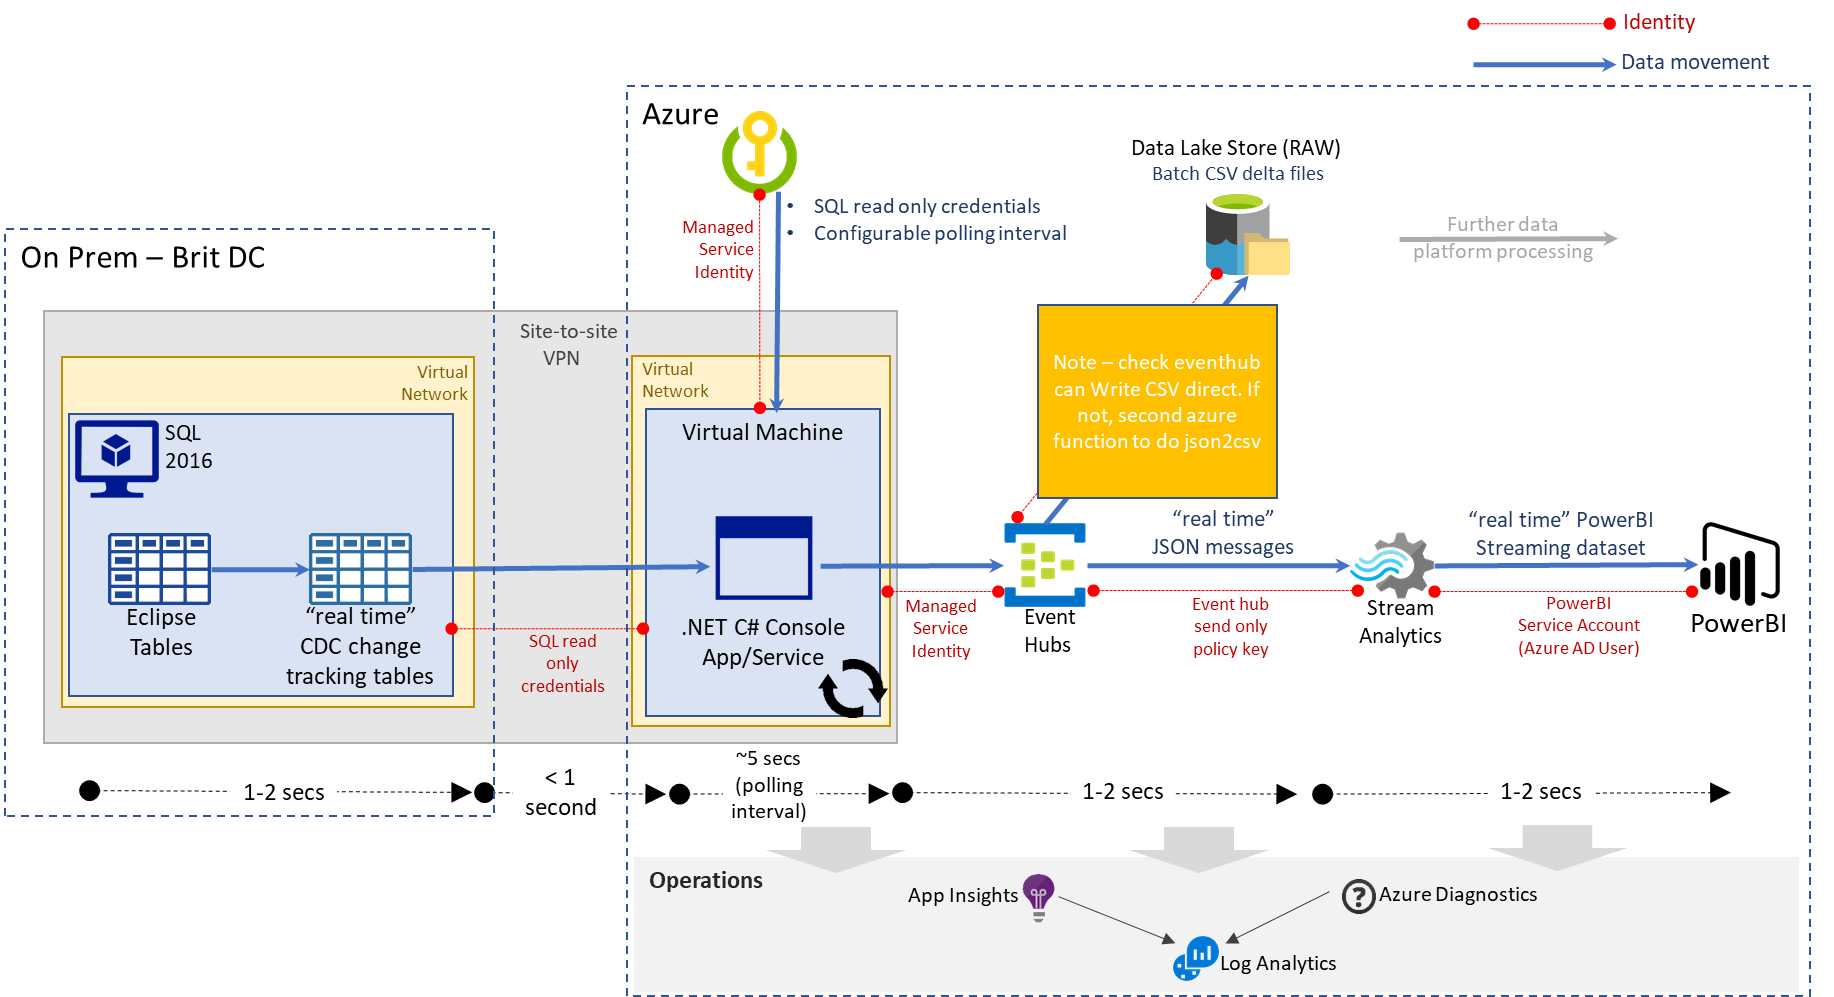 Identity
Data movement
Azure
Data Lake Store (RAW)
Batch CSV delta files
• SQL read only credentials
• Configurable polling interval
Managed
Service
Identity
Further data
platform processing
On Prem – Brit DC
Site-to-site
VPN
Virtual
Network
Virtual
Network
Note – check eventhub
can Write CSV direct. If
not, second azure
function to do json2csv
SQL
2016
Virtual Machine
"real time"
JSON messages
"real time" PowerBI
Streaming dataset
Eclipse
Tables
"real time"
CDC change
tracking tables
SQL read
only
credentials
.NET C# Console
App/Service
Managed
Service
Identity
Event
Hubs
Event hub
send only
policy key
Stream
Analytics
PowerBI
Service Account
(Azure AD User)
PowerBI
1-2 secs
< 1
second
~5 secs
(polling
interval)
1-2 secs
1-2 secs
Operations
App Insights
?
Azure Diagnostics
Log Analytics